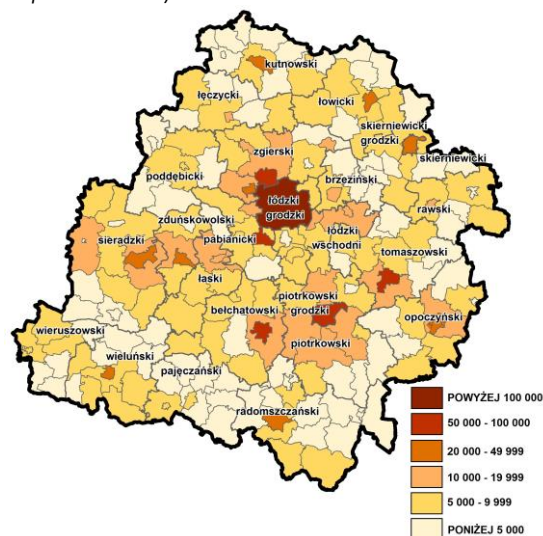 kutnowski
łęczycki
łowicki
skierniewicki
grodzki
skierniewicki
zgierski
brzeziński
poddębicki
łódzki
grodzki
rawski
zduńskowolski
sieradzki
pabianicki
łódzki
wschodni
tomaszowski
łaski
piotrkowski
bełchatowski
grodzki
opoczyński
wieruszowski
piotrkowski
wieluński
pajęczański
radomszczański
POWYŻEJ 100 000
50 000 - 100 000
20 000 - 49 999
10 000 - 19 999
5 000 - 9 999
PONIŻEJ 5 000